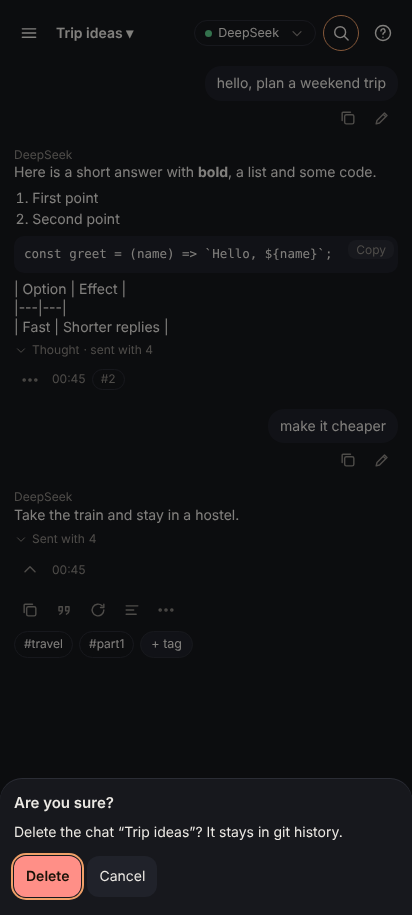 Trip ideas ▾
DeepSeek
hello, plan a weekend trip
DeepSeek
Here is a short answer with bold, a list and some code.
1. First point
2. Second point
const greet = (name) => `Hello, ${name}`;
Copy
| Option | Effect |
|---|---|
| Fast | Shorter replies |
Thought · sent with 4
00:45 #2
make it cheaper
DeepSeek
Take the train and stay in a hostel.
Sent with 4
00:45
#travel #part1 + tag
Are you sure?
Delete the chat “Trip ideas”? It stays in git history.
Delete Cancel